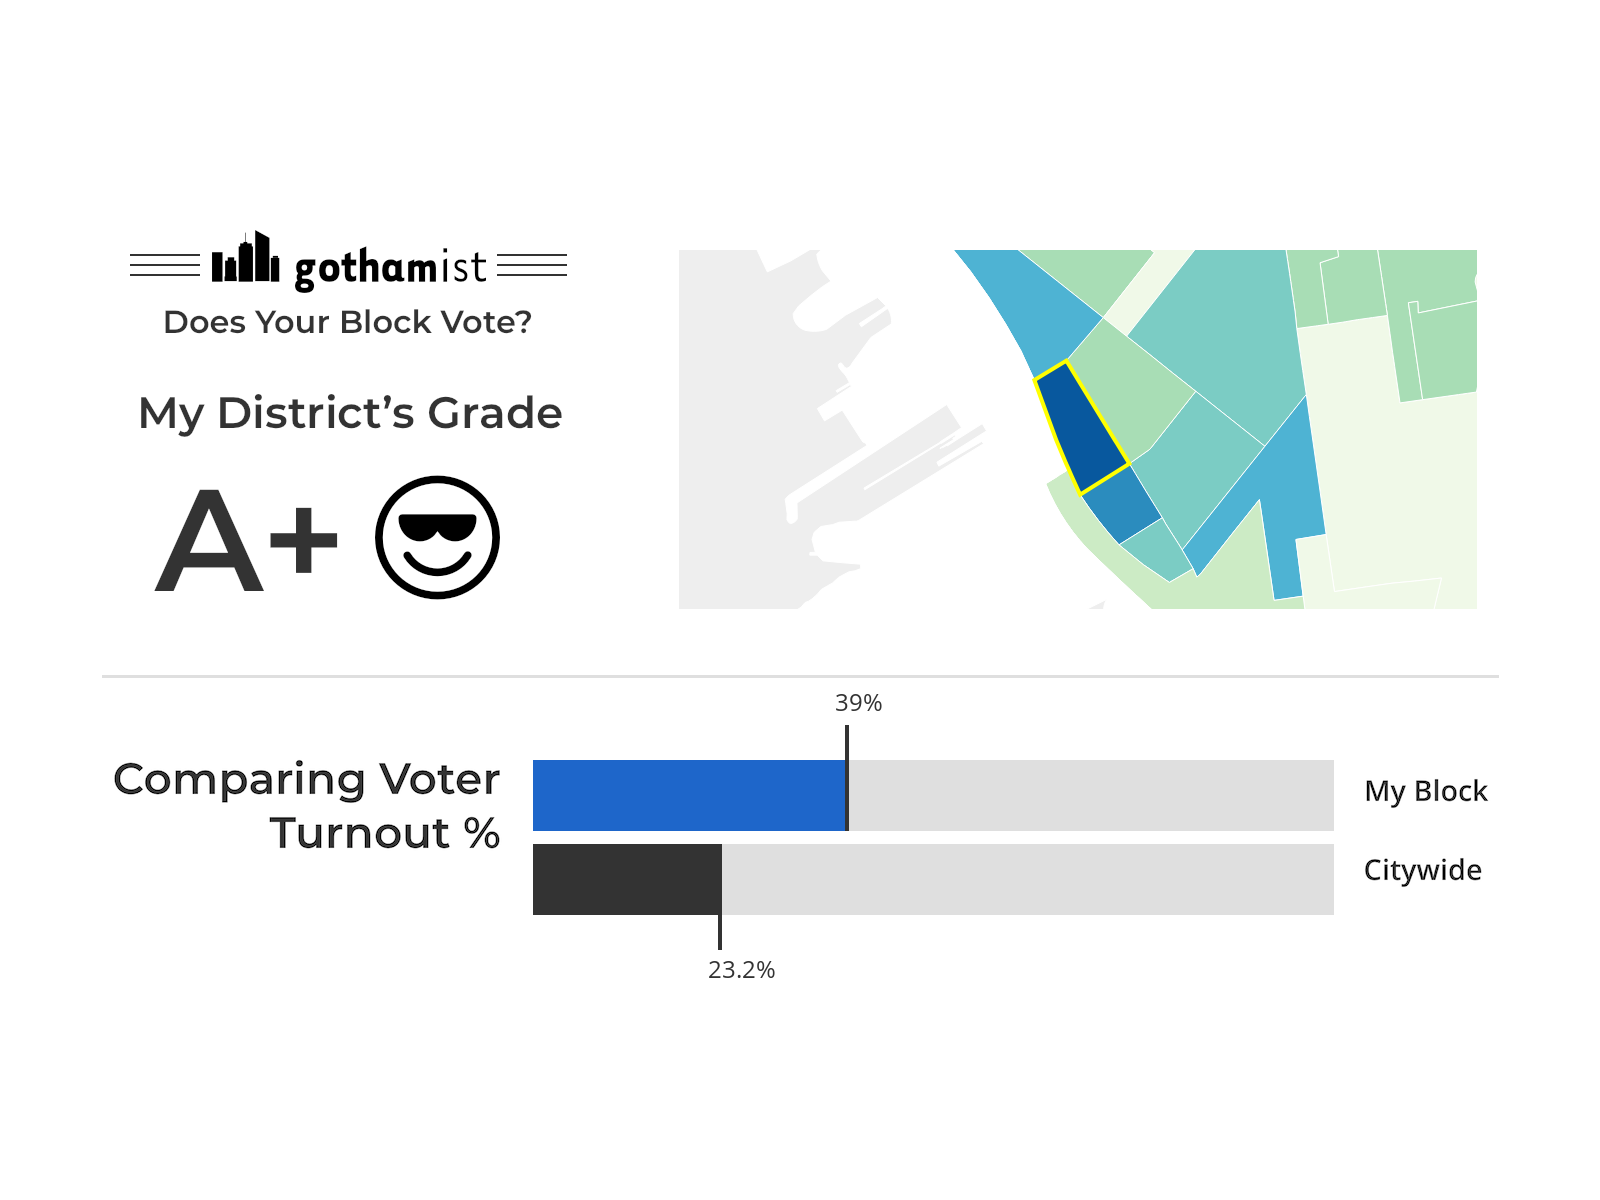 gothamist
Does Your Block Vote?
My District’s Grade
A+
39%
Comparing Voter
Turnout %
My Block
Citywide
23.2%